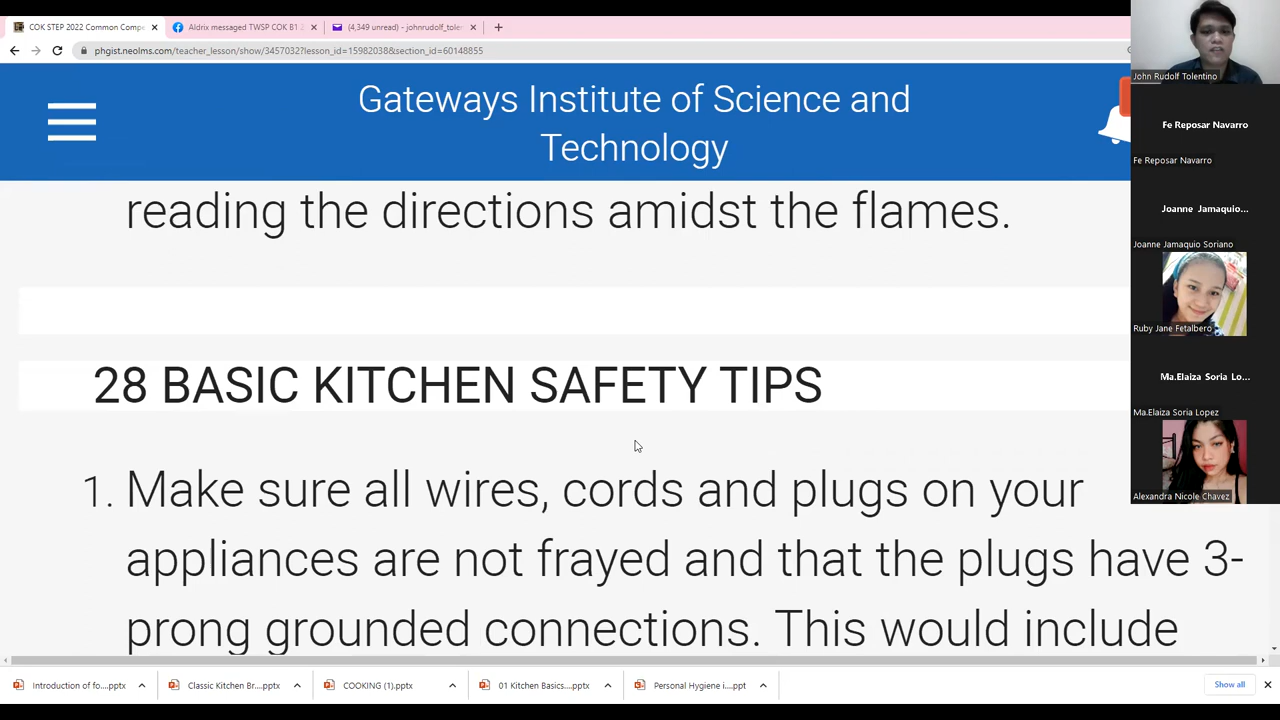 COK STEP 2022 Common Compe
Aldrix messaged TWSP COK B1 2
(4,349 unread) - johnrudolf_tole
phgist.neolms.com/teacher_lesson/show/3457032?lesson_id=15982038&section_id=60148855
Gateways Institute of Science and
Technology
reading the directions amidst the flames.
28 BASIC KITCHEN SAFETY TIPS
1. Make sure all wires, cords and plugs on your
appliances are not frayed and that the plugs have 3-
prong grounded connections. This would include
John Rudolf Tolentino
Fe Reposar Navarro
Fe Reposar Navarro
Joanne Jamaquio...
Joanne Jamaquio Soriano
Ruby Jane Fetalbero
Ma.Elaiza Soria Lo...
Ma.Elaiza Soria Lopez
Alexandra Nicole Chavez
Introduction of fo....pptx
Classic Kitchen Br....pptx
COOKING (1).pptx
01 Kitchen Basics....pptx
Personal Hygiene i....ppt
Show all